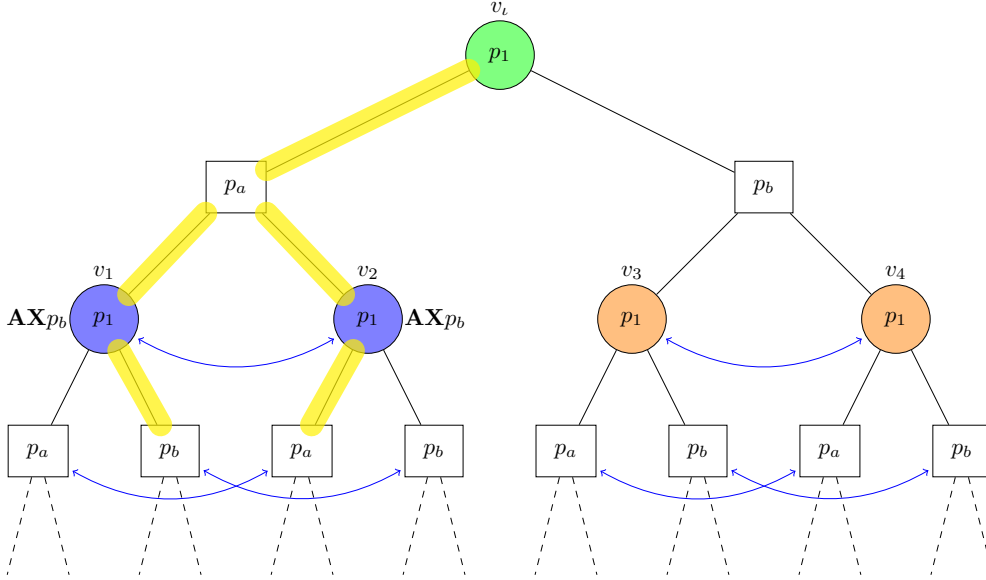 v_ι
p_1
p_a p_b
v_1 v_2 v_3 v_4
AXp_b p_1 p_1 AXp_b p_1 p_1
p_a p_b p_a p_b p_a p_b p_a p_b